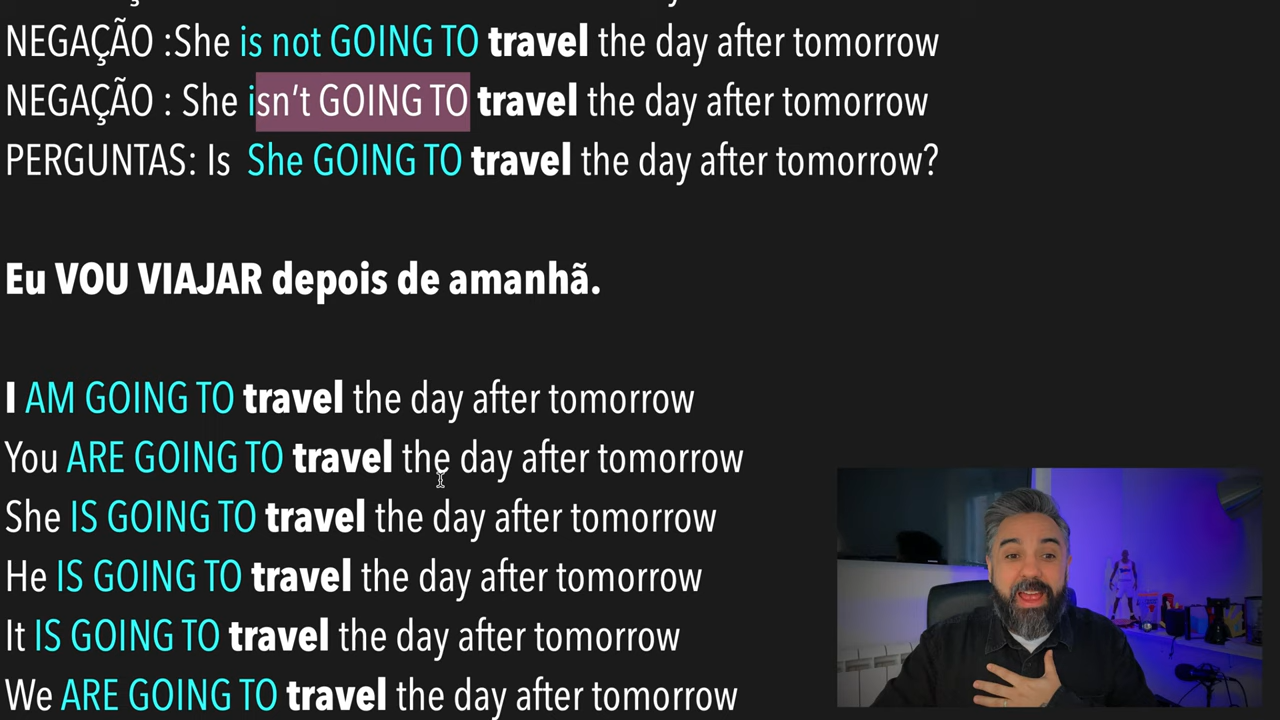 NEGAÇÃO :She is not GOING TO travel the day after tomorrow
NEGAÇÃO : She isn’t GOING TO travel the day after tomorrow
PERGUNTAS: Is She GOING TO travel the day after tomorrow?
Eu VOU VIAJAR depois de amanhã.
I AM GOING TO travel the day after tomorrow
You ARE GOING TO travel the day after tomorrow
She IS GOING TO travel the day after tomorrow
He IS GOING TO travel the day after tomorrow
It IS GOING TO travel the day after tomorrow
We ARE GOING TO travel the day after tomorrow